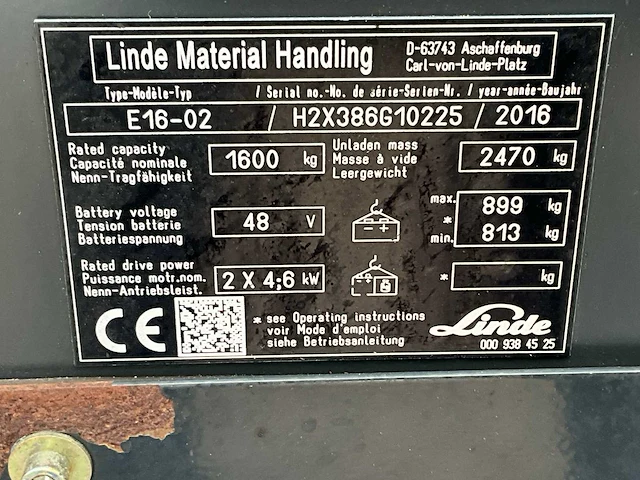 Linde Material Handling
D-63743 Aschaffenburg
Carl-von-Linde-Platz
Type-Modèle-Typ / Serial no.-No. de série-Serien-Nr. / year-année-Baujahr
E16-02 / H2X386G10225 / 2016
Rated capacity
Capacité nominale
Nenn-Tragfähigkeit
1600 kg
Unladen mass
Masse à vide
Leergewicht
2470 kg
Battery voltage
Tension batterie
Batteriespannung
48 V
max. 899 kg
*
min. 813 kg
Rated drive power
Puissance motr.nom.
Nenn-Antriebsleist.
2 X 4,6 kW
* kg
CE
* see Operating instructions
voir Mode d'emploi
siehe Betriebsanleitung
Linde
000 938 45 25